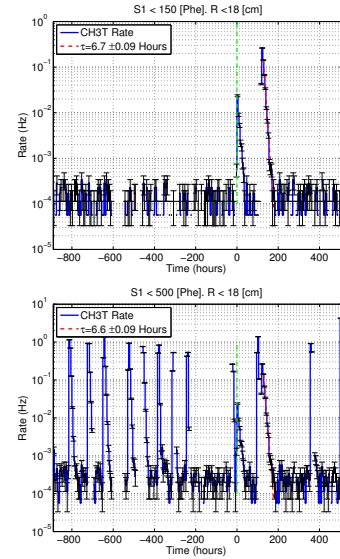 S1 < 150 [Phe]. R <18 [cm]
10^1
CH3T Rate
τ=6.7 ±0.09 Hours
10^0
10^-1
Rate (Hz)
10^-2
10^-3
10^-4
10^-5
−800 −600 −400 −200 0 200 400
Time (hours)
S1 < 500 [Phe]. R < 18 [cm]
10^1
CH3T Rate
τ=6.6 ±0.09 Hours
10^0
10^-1
Rate (Hz)
10^-2
10^-3
10^-4
10^-5
−800 −600 −400 −200 0 200 400
Time (hours)